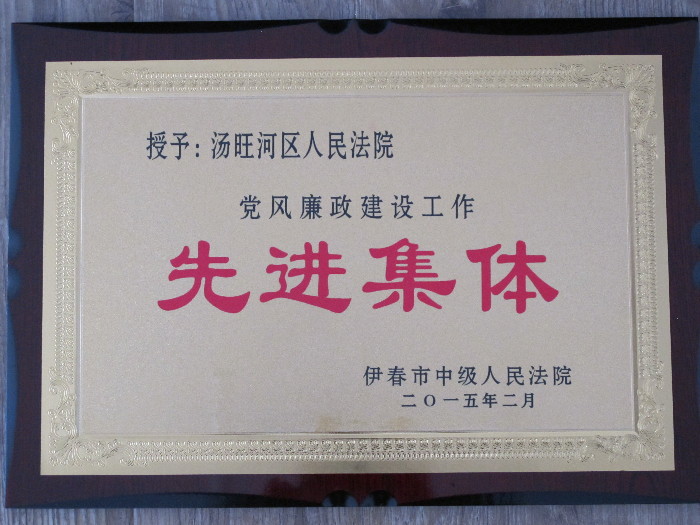 授予：汤旺河区人民法院
党风廉政建设工作
先进集体
伊春市中级人民法院
二〇一五年二月